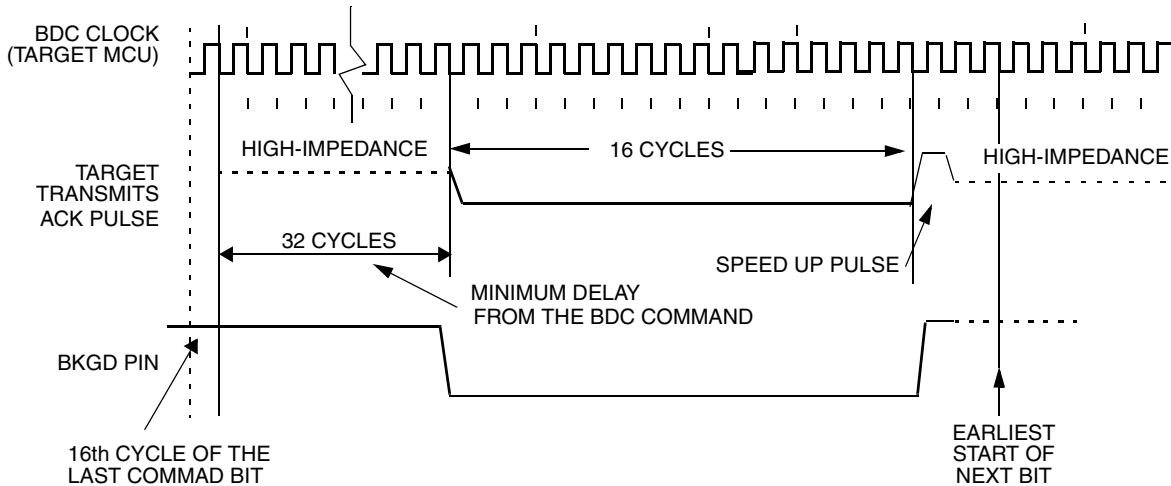 BDC CLOCK
(TARGET MCU)
HIGH-IMPEDANCE
16 CYCLES
HIGH-IMPEDANCE
TARGET
TRANSMITS
ACK PULSE
32 CYCLES
SPEED UP PULSE
MINIMUM DELAY
FROM THE BDC COMMAND
BKGD PIN
16th CYCLE OF THE
LAST COMMAD BIT
EARLIEST
START OF
NEXT BIT